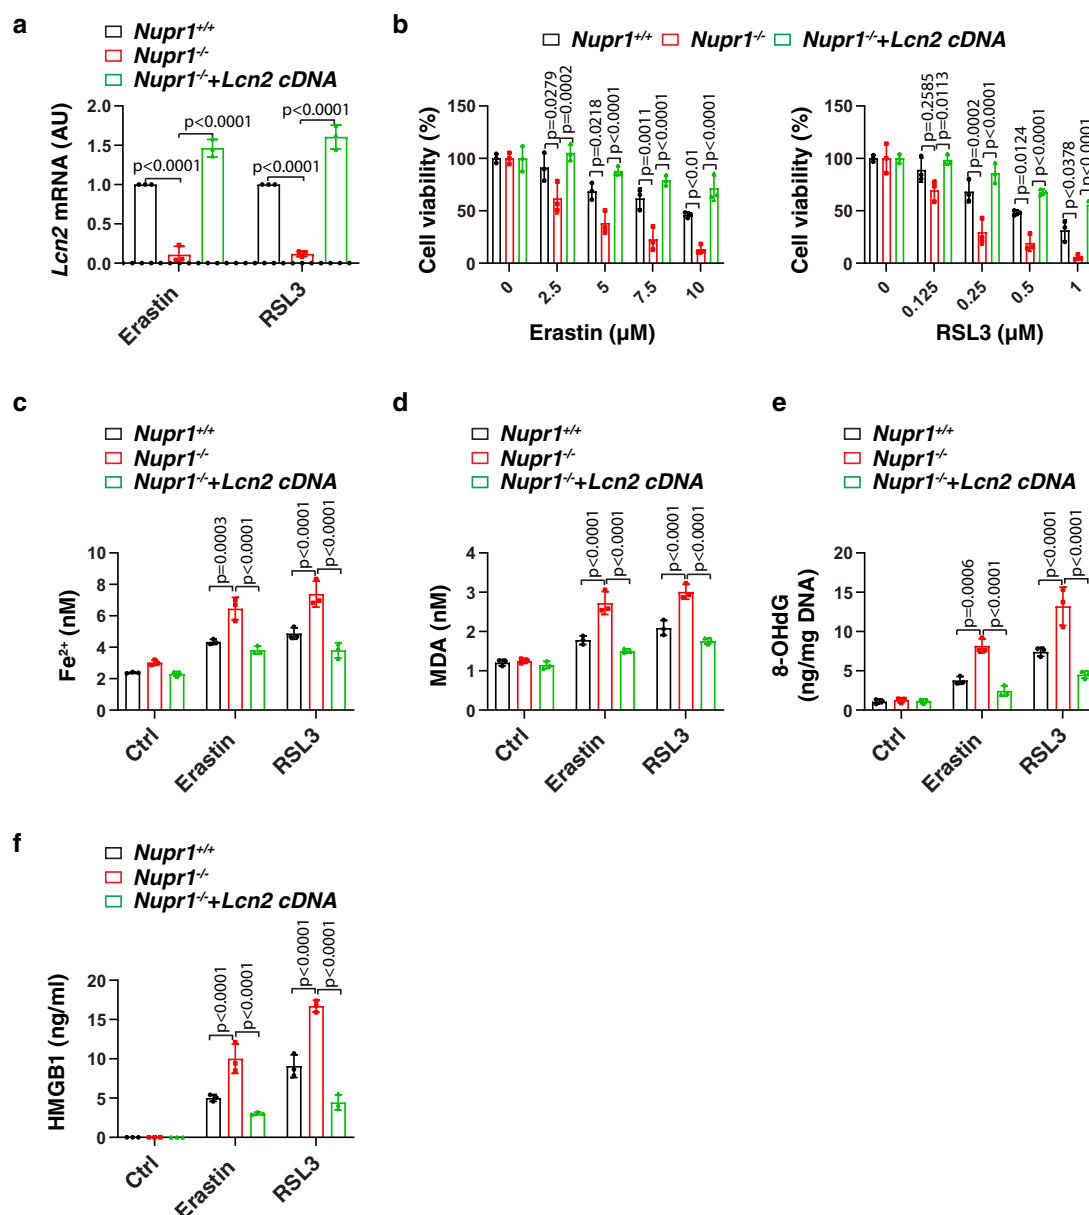 a
Nupr1+/+
Nupr1-/-
Nupr1-/-+Lcn2 cDNA
Lcn2 mRNA (AU)
2.0
1.5
1.0
0.5
0.0
p<0.0001
p<0.0001
p<0.0001
p<0.0001
Erastin
RSL3
b
Nupr1+/+ Nupr1-/- Nupr1-/-+Lcn2 cDNA
Cell viability (%)
150
100
50
0
p=0.0279
p=0.0002
p=0.0218
p<0.0001
p=0.0011
p<0.0001
p<0.01
p<0.0001
0 2.5 5 7.5 10
Erastin (μM)
Cell viability (%)
150
100
50
0
p=0.2585
p=0.0113
p=0.0002
p<0.0001
p=0.0124
p<0.0001
p<0.0378
p<0.0001
0 0.125 0.25 0.5 1
RSL3 (μM)
c
Nupr1+/+
Nupr1-/-
Nupr1-/-+Lcn2 cDNA
Fe2+ (nM)
10
8
6
4
2
0
p=0.0003
p<0.0001
p<0.0001
p<0.0001
Ctrl
Erastin
RSL3
d
Nupr1+/+
Nupr1-/-
Nupr1-/-+Lcn2 cDNA
MDA (nM)
4
3
2
1
0
p<0.0001
p<0.0001
p<0.0001
p<0.0001
Ctrl
Erastin
RSL3
e
Nupr1+/+
Nupr1-/-
Nupr1-/-+Lcn2 cDNA
8-OHdG
(ng/mg DNA)
20
15
10
5
0
p=0.0006
p<0.0001
p<0.0001
p<0.0001
Ctrl
Erastin
RSL3
f
Nupr1+/+
Nupr1-/-
Nupr1-/-+Lcn2 cDNA
HMGB1 (ng/ml)
20
15
10
5
0
p<0.0001
p<0.0001
p<0.0001
p<0.0001
Ctrl
Erastin
RSL3